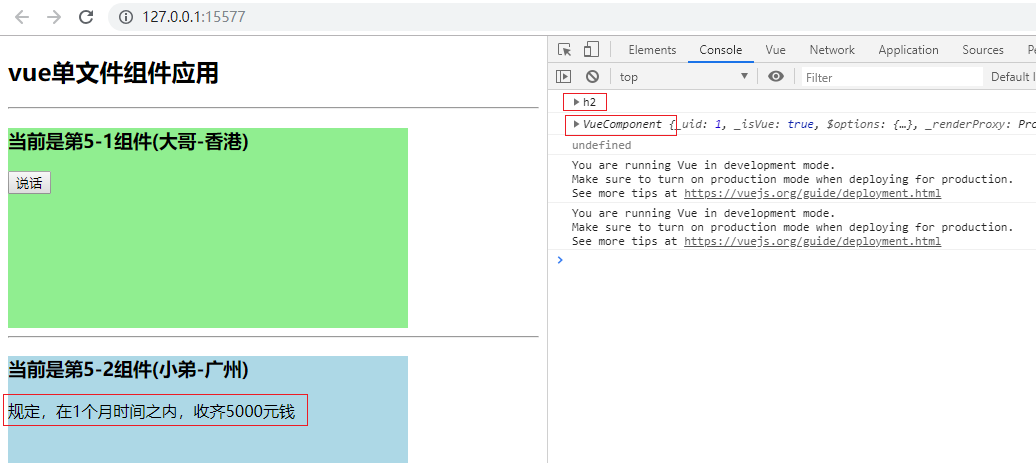 127.0.0.1:15577
vue单文件组件应用
当前是第5-1组件(大哥-香港)
说话
当前是第5-2组件(小弟-广州)
规定，在1个月时间之内，收齐5000元钱
Elements Console Vue Network Application Sources
top Filter Default
h2
VueComponent {_uid: 1, _isVue: true, $options: {…}, _renderProxy: Pro
undefined
You are running Vue in development mode.
Make sure to turn on production mode when deploying for production.
See more tips at https://vuejs.org/guide/deployment.html
You are running Vue in development mode.
Make sure to turn on production mode when deploying for production.
See more tips at https://vuejs.org/guide/deployment.html